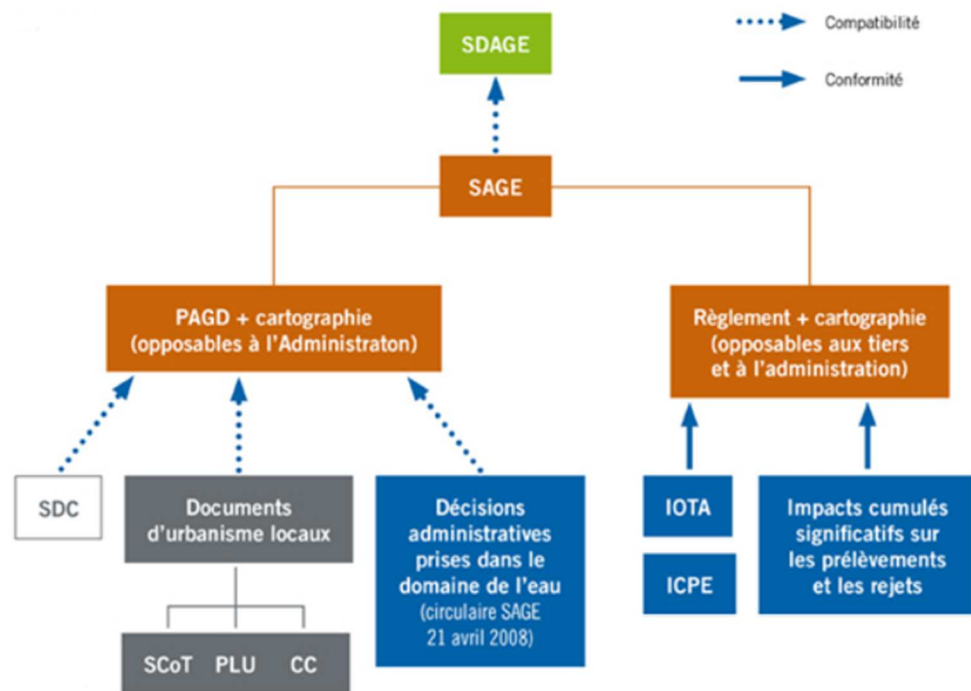 SDAGE
Compatibilité
Conformité
SAGE
PAGD + cartographie
(opposables à l'Administraton)
Règlement + cartographie
(opposables aux tiers
et à l'administration)
SDC
Documents
d'urbanisme locaux
Décisions
administratives
prises dans le
domaine de l'eau
(circulaire SAGE
21 avril 2008)
IOTA
ICPE
Impacts cumulés
significatifs sur
les prélèvements
et les rejets
SCoT PLU CC